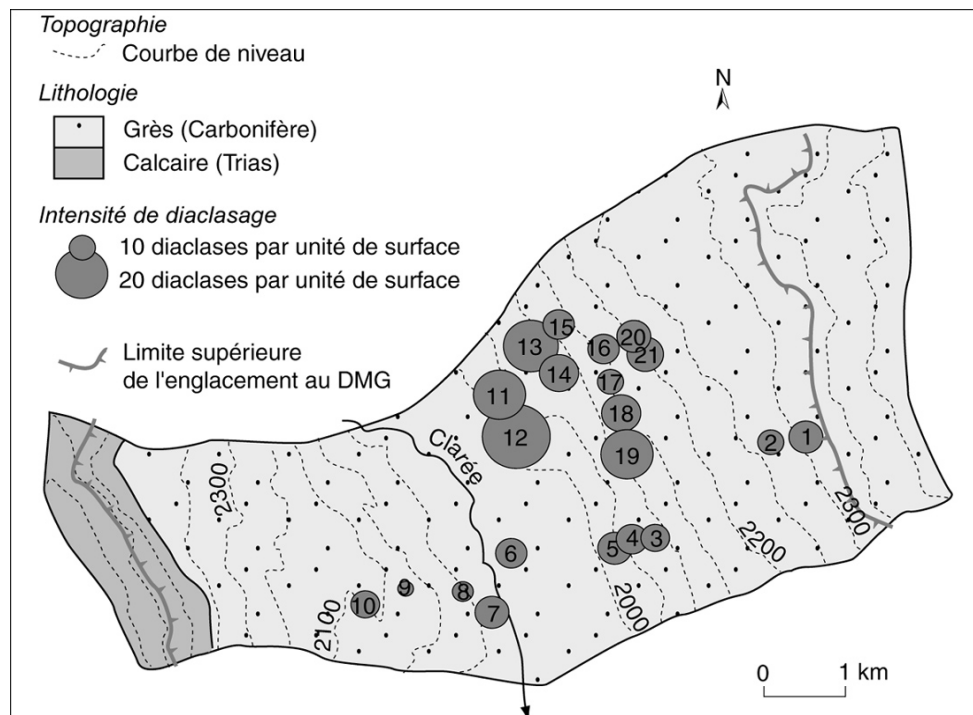 Topographie
Courbe de niveau
Lithologie
Grès (Carbonifère)
Calcaire (Trias)
Intensité de diaclasage
10 diaclases par unité de surface
20 diaclases par unité de surface
Limite supérieure
de l'englacement au DMG
N
15
13
20
16
21
14
17
11
18
12
19
1
2
Clarée
2300
2300
2200
6
5
4
3
9
8
10
7
2100
2000
0 1 km